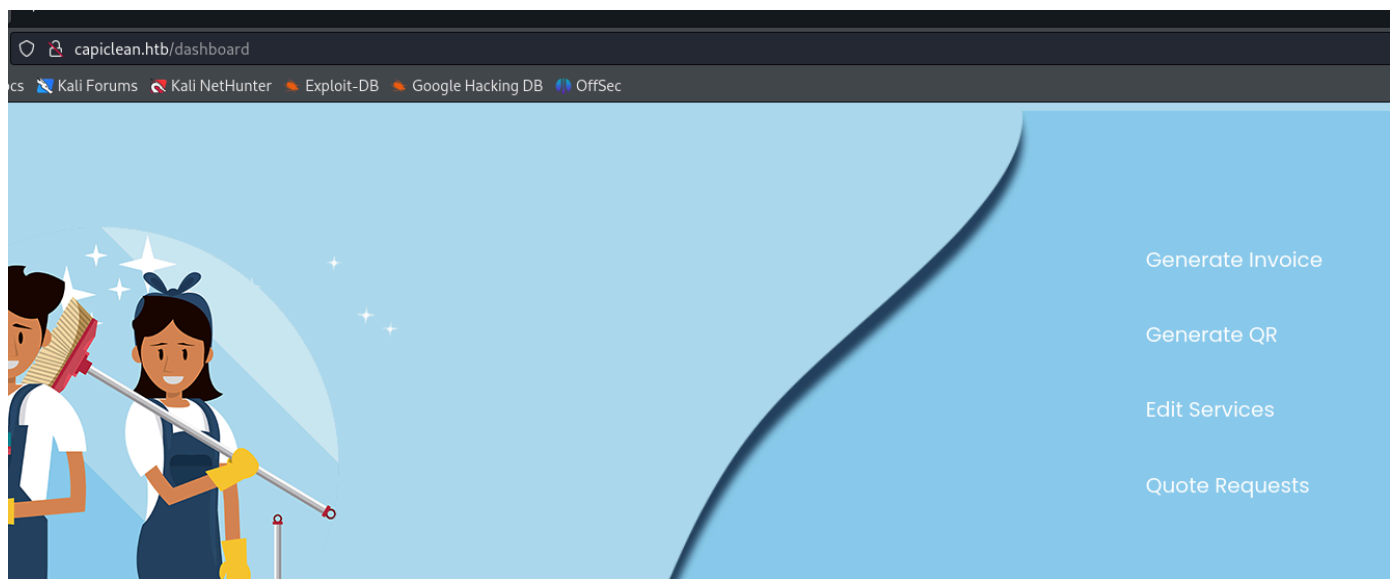 capiclean.htb/dashboard
ocs Kali Forums Kali NetHunter Exploit-DB Google Hacking DB OffSec
Generate Invoice
Generate QR
Edit Services
Quote Requests